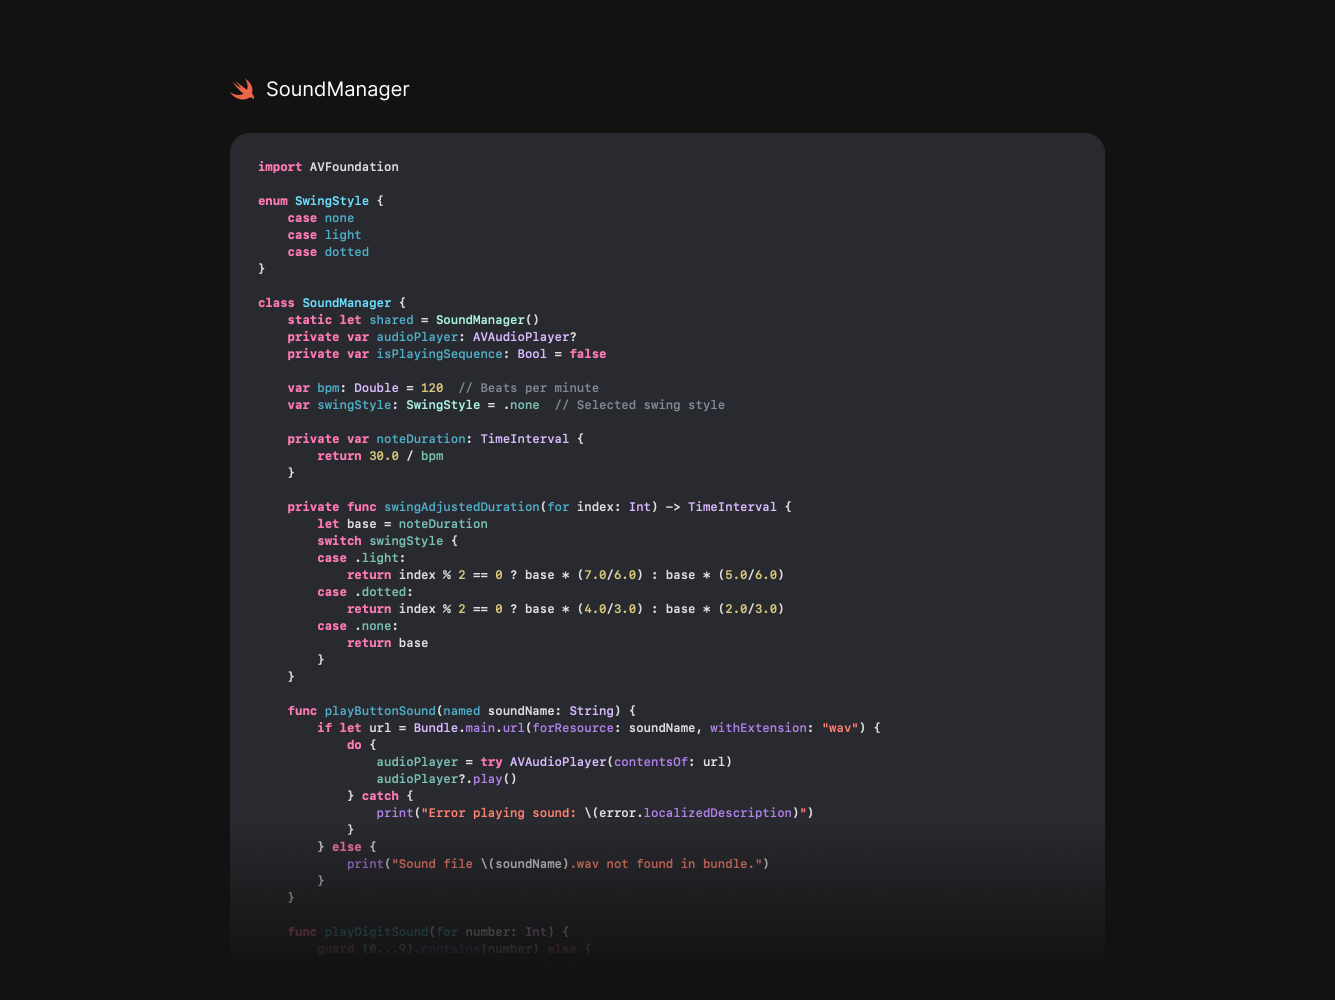 SoundManager
import AVFoundation
enum SwingStyle {
    case none
    case light
    case dotted
}
class SoundManager {
    static let shared = SoundManager()
    private var audioPlayer: AVAudioPlayer?
    private var isPlayingSequence: Bool = false
    var bpm: Double = 120  // Beats per minute
    var swingStyle: SwingStyle = .none  // Selected swing style
    private var noteDuration: TimeInterval {
        return 30.0 / bpm
    }
    private func swingAdjustedDuration(for index: Int) -> TimeInterval {
        let base = noteDuration
        switch swingStyle {
        case .light:
            return index % 2 == 0 ? base * (7.0/6.0) : base * (5.0/6.0)
        case .dotted:
            return index % 2 == 0 ? base * (4.0/3.0) : base * (2.0/3.0)
        case .none:
            return base
        }
    }
    func playButtonSound(named soundName: String) {
        if let url = Bundle.main.url(forResource: soundName, withExtension: "wav") {
            do {
                audioPlayer = try AVAudioPlayer(contentsOf: url)
                audioPlayer?.play()
            } catch {
                print("Error playing sound: \(error.localizedDescription)")
            }
        } else {
            print("Sound file \(soundName).wav not found in bundle.")
        }
    }
    func playDigitSound(for number: Int) {
        guard (0...9).contains(number) else {